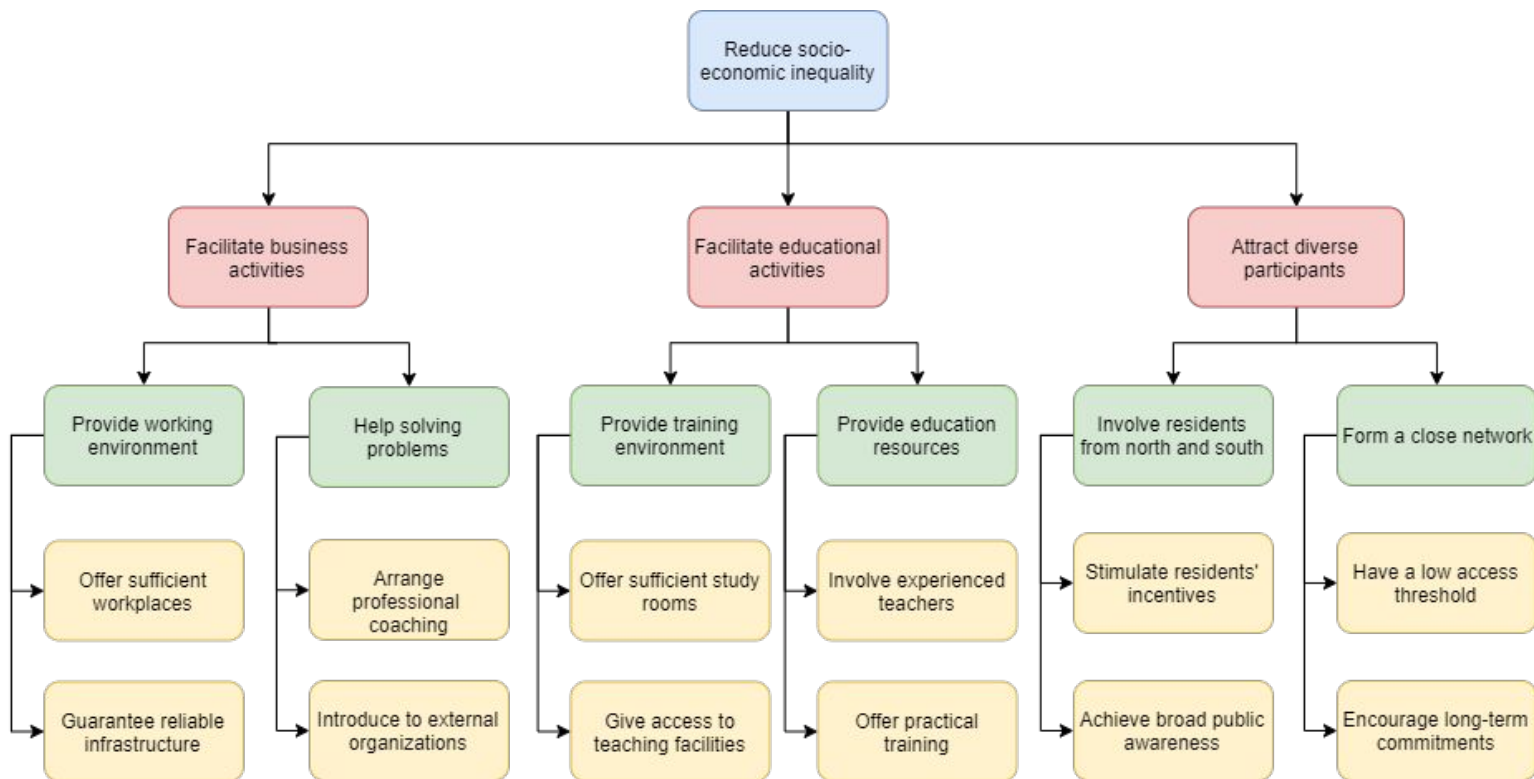 Reduce socio-
economic inequality
Facilitate business
activities
Facilitate educational
activities
Attract diverse
participants
Provide working
environment
Help solving
problems
Provide training
environment
Provide education
resources
Involve residents
from north and south
Form a close network
Offer sufficient
workplaces
Arrange
professional
coaching
Offer sufficient study
rooms
Involve experienced
teachers
Stimulate residents'
incentives
Have a low access
threshold
Guarantee reliable
infrastructure
Introduce to external
organizations
Give access to
teaching facilities
Offer practical
training
Achieve broad public
awareness
Encourage long-term
commitments